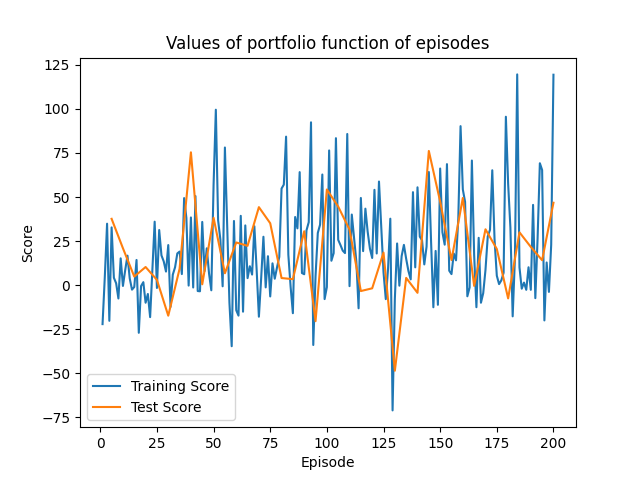 Values of portfolio function of episodes
125
100
75
50
25
0
−25
−50
−75
Score
Training Score
Test Score
0 25 50 75 100 125 150 175 200
Episode